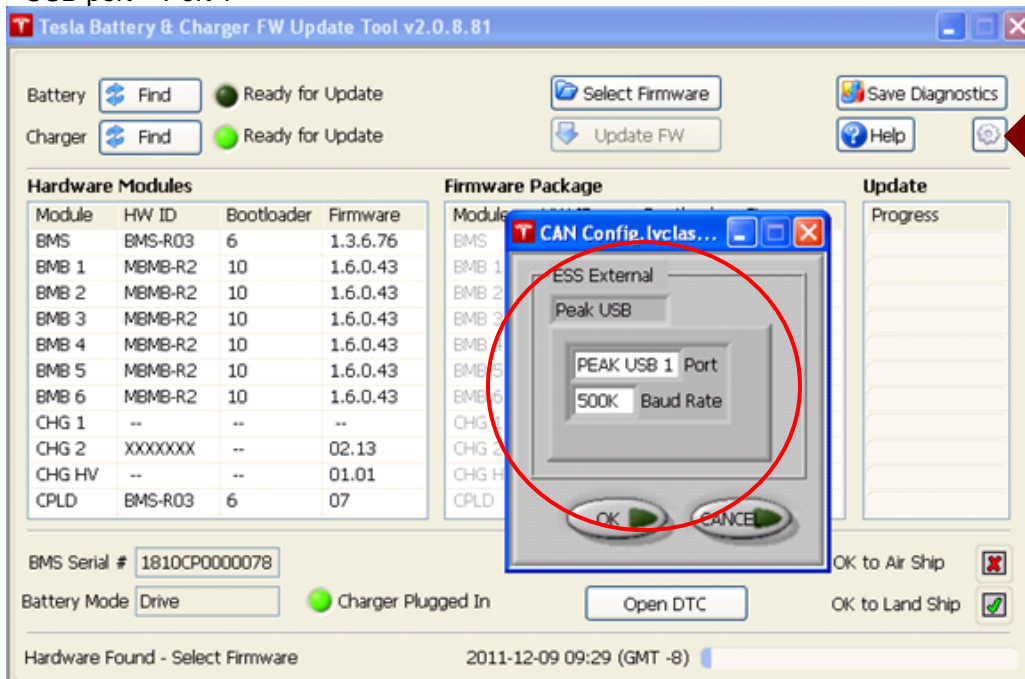 Tesla Battery & Charger FW Update Tool v2.0.8.81
Battery Find Ready for Update Select Firmware Save Diagnostics
Charger Find Ready for Update Update FW Help
Hardware Modules Firmware Package Update
Module HW ID Bootloader Firmware Module Progress
BMS BMS-R03 6 1.3.6.76 BMS
BMB 1 MBMB-R2 10 1.6.0.43 BMB 1
BMB 2 MBMB-R2 10 1.6.0.43 BMB 2
BMB 3 MBMB-R2 10 1.6.0.43 BMB 3
BMB 4 MBMB-R2 10 1.6.0.43 BMB 4
BMB 5 MBMB-R2 10 1.6.0.43 BMB 5
BMB 6 MBMB-R2 10 1.6.0.43 BMB 6
CHG 1 -- -- -- CHG 1
CHG 2 XXXXXXX -- 02.13 CHG 2
CHG HV -- -- 01.01 CHG H
CPLD BMS-R03 6 07 CPLD
CAN Config.lvclas...
ESS External
Peak USB
PEAK USB 1 Port
500K Baud Rate
OK CANCEL
BMS Serial # 1810CP0000078 OK to Air Ship
Battery Mode Drive Charger Plugged In Open DTC OK to Land Ship
Hardware Found - Select Firmware 2011-12-09 09:29 (GMT -8)